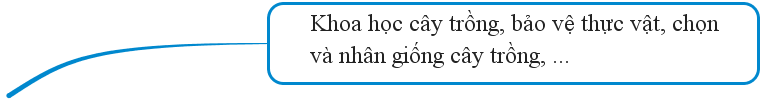 Khoa học cây trồng, bảo vệ thực vật, chọn
và nhân giống cây trồng, ...